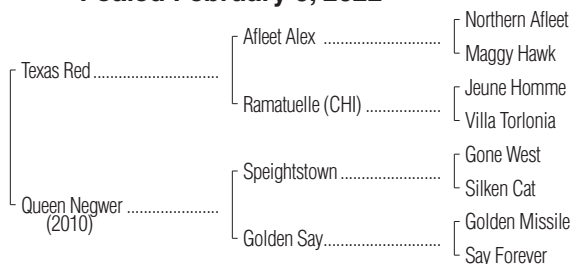 Foaled February 2022
Northern Afleet
Afleet Alex ..............................
Maggy Hawk
Texas Red ..................................
Jeune Homme
Ramatuelle (CHI) ....................
Villa Torlonia
Gone West
Speightstown ..........................
Silken Cat
Queen Negwer .........................
(2010)
Golden Missile
Golden Say...............................
Say Forever